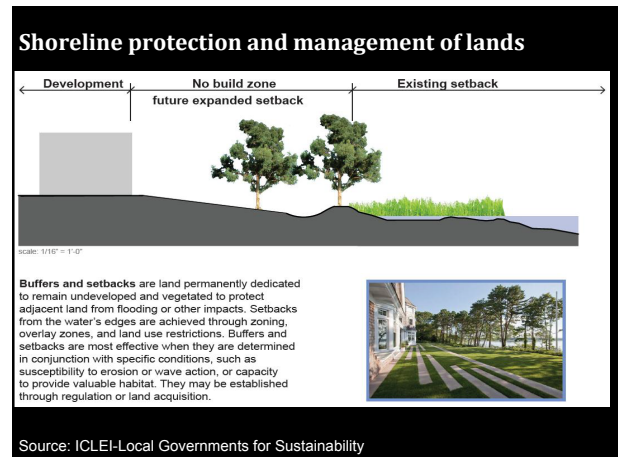 Shoreline protection and management of lands
Development
No build zone
future expanded setback
Existing setback
scale: 1/16" = 1'-0"
Buffers and setbacks are land permanently dedicated
to remain undeveloped and vegetated to protect
adjacent land from flooding or other impacts. Setbacks
from the water's edges are achieved through zoning,
overlay zones, and land use restrictions. Buffers and
setbacks are most effective when they are determined
in conjunction with specific conditions, such as
susceptibility to erosion or wave action, or capacity
to provide valuable habitat. They may be established
through regulation or land acquisition.
Source: ICLEI-Local Governments for Sustainability